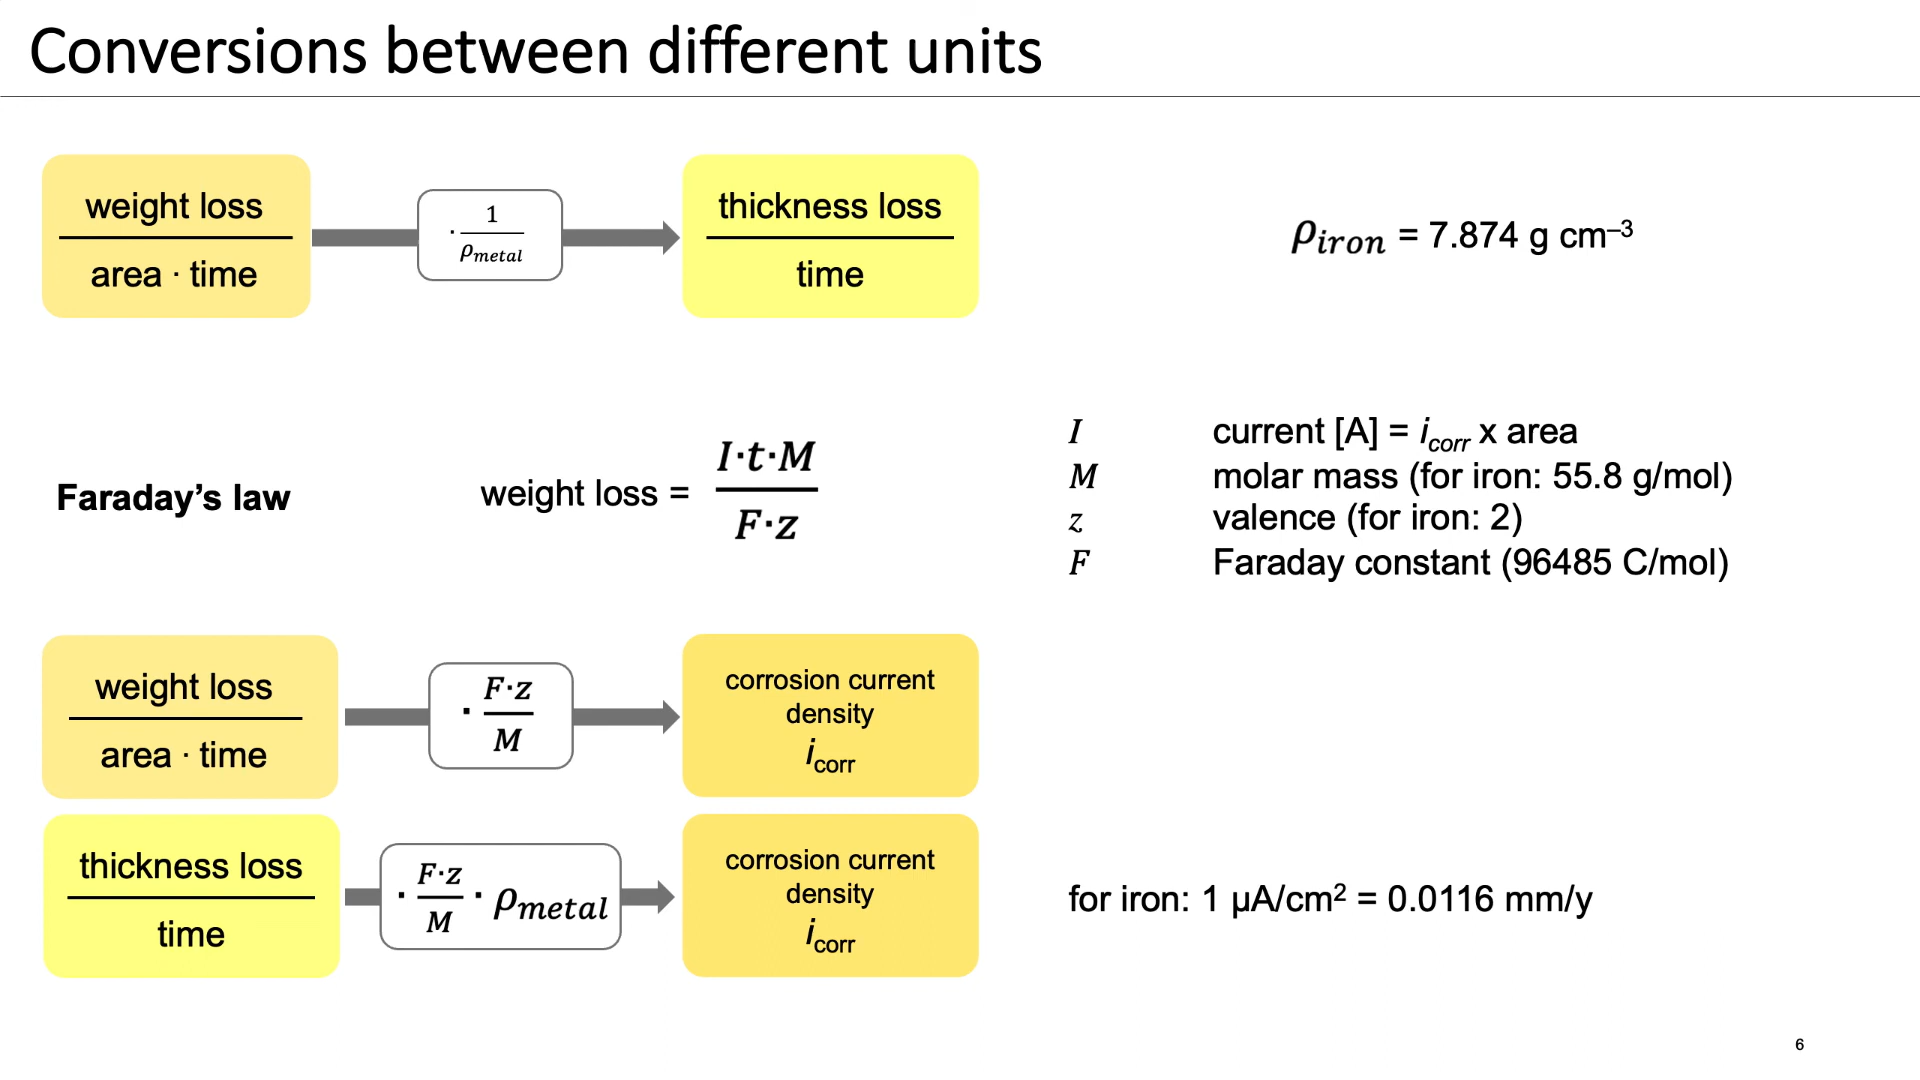 Conversions between different units
weight loss
area · time
· 1
ρmetal
thickness loss
time
ρiron = 7.874 g cm⁻³
Faraday’s law
weight loss = I·t·M
F·z
I current [A] = icorr x area
M molar mass (for iron: 55.8 g/mol)
z valence (for iron: 2)
F Faraday constant (96485 C/mol)
weight loss
area · time
· F·z
M
corrosion current
density
icorr
thickness loss
time
· F·z · ρmetal
M
corrosion current
density
icorr
for iron: 1 µA/cm² = 0.0116 mm/y
6